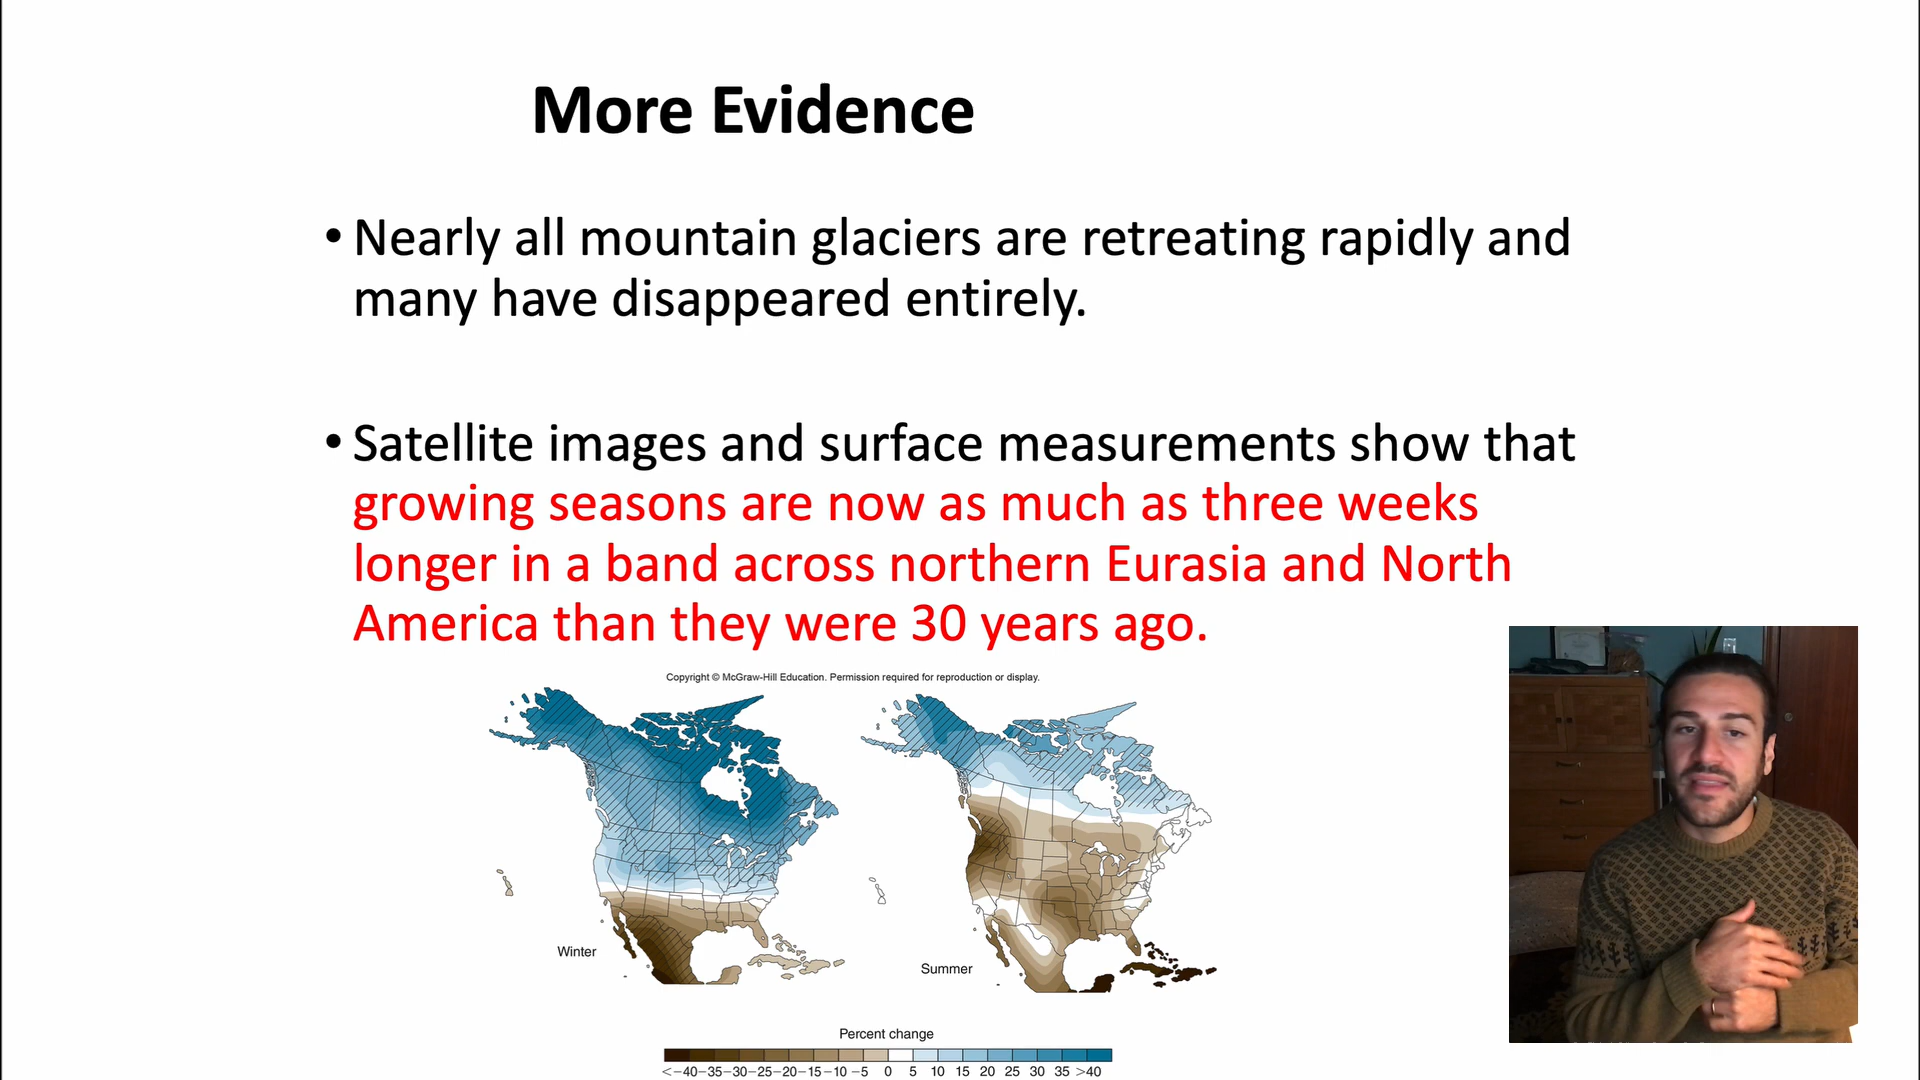 More Evidence
• Nearly all mountain glaciers are retreating rapidly and
many have disappeared entirely.
• Satellite images and surface measurements show that
growing seasons are now as much as three weeks
longer in a band across northern Eurasia and North
America than they were 30 years ago.
Copyright © McGraw-Hill Education. Permission required for reproduction or display.
Winter
Summer
Percent change
<−40 −35 −30 −25 −20 −15 −10 −5 0 5 10 15 20 25 30 35 >40